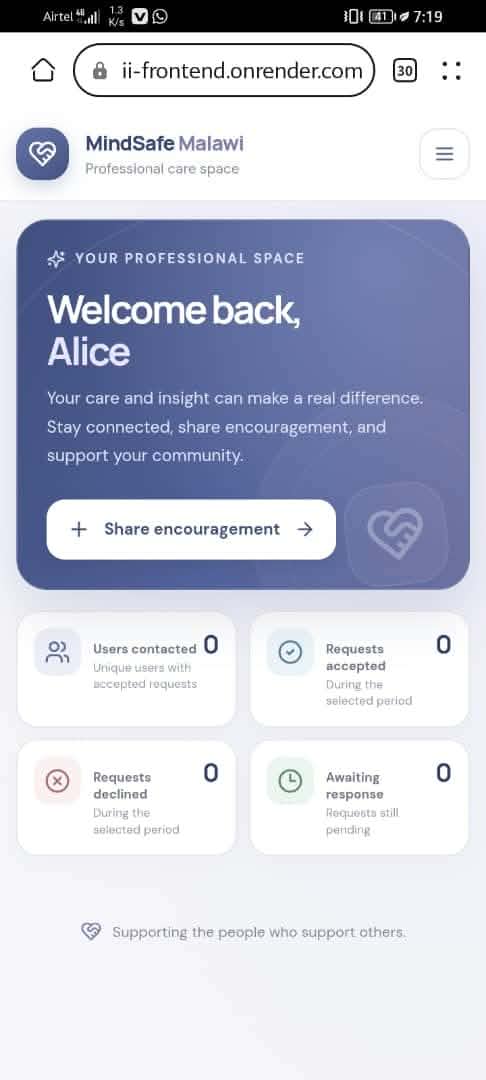 Airtel 4G 1.3 K/s 41 7:19
ii-frontend.onrender.com 30
MindSafe Malawi
Professional care space
YOUR PROFESSIONAL SPACE
Welcome back,
Alice
Your care and insight can make a real difference.
Stay connected, share encouragement, and
support your community.
+ Share encouragement →
Users contacted 0
Unique users with
accepted requests
Requests 0
accepted
During the
selected period
Requests 0
declined
During the
selected period
Awaiting 0
response
Requests still
pending
Supporting the people who support others.